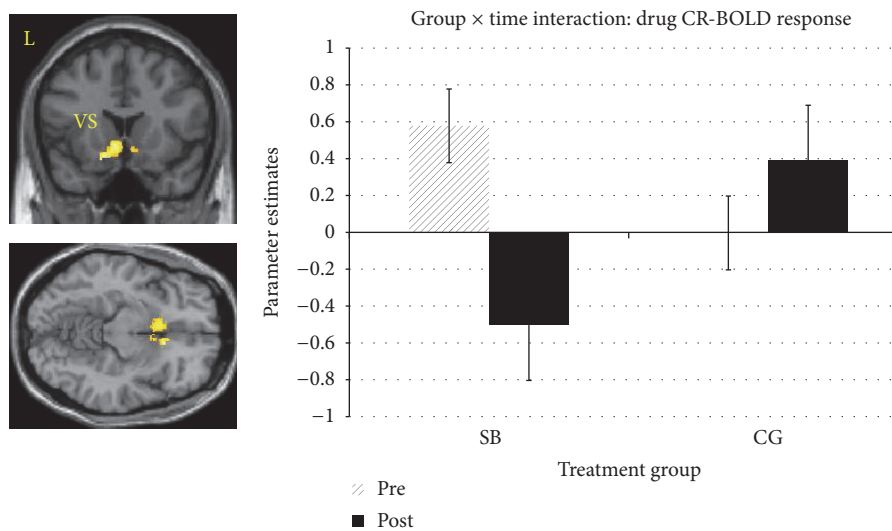 L
VS
Group × time interaction: drug CR-BOLD response
Parameter estimates
1
0.8
0.6
0.4
0.2
0
−0.2
−0.4
−0.6
−0.8
−1
SB CG
Treatment group
Pre
Post